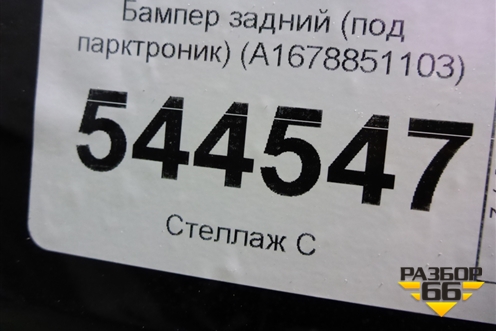 Бампер задний (под
парктроник) (A1678851103)
544547
Стеллаж С
РАЗБОР
66